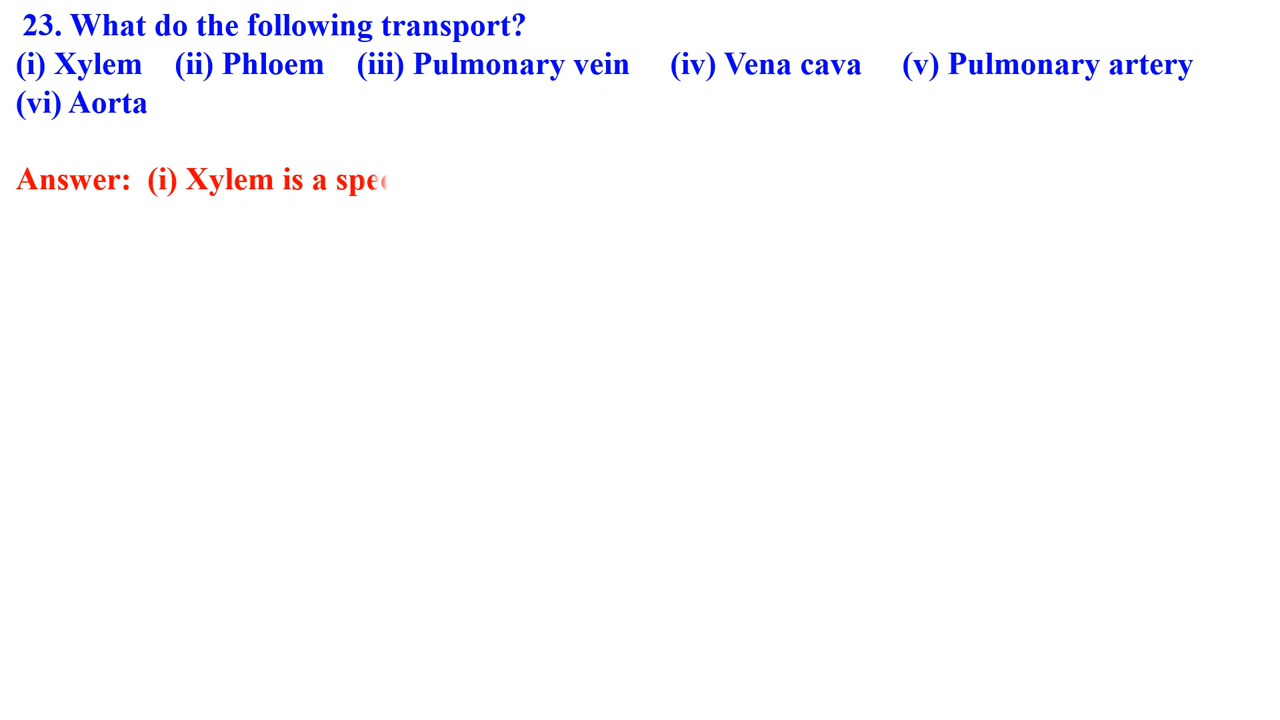 23. What do the following transport?
(i) Xylem (ii) Phloem (iii) Pulmonary vein (iv) Vena cava (v) Pulmonary artery
(vi) Aorta
Answer: (i) Xylem is a